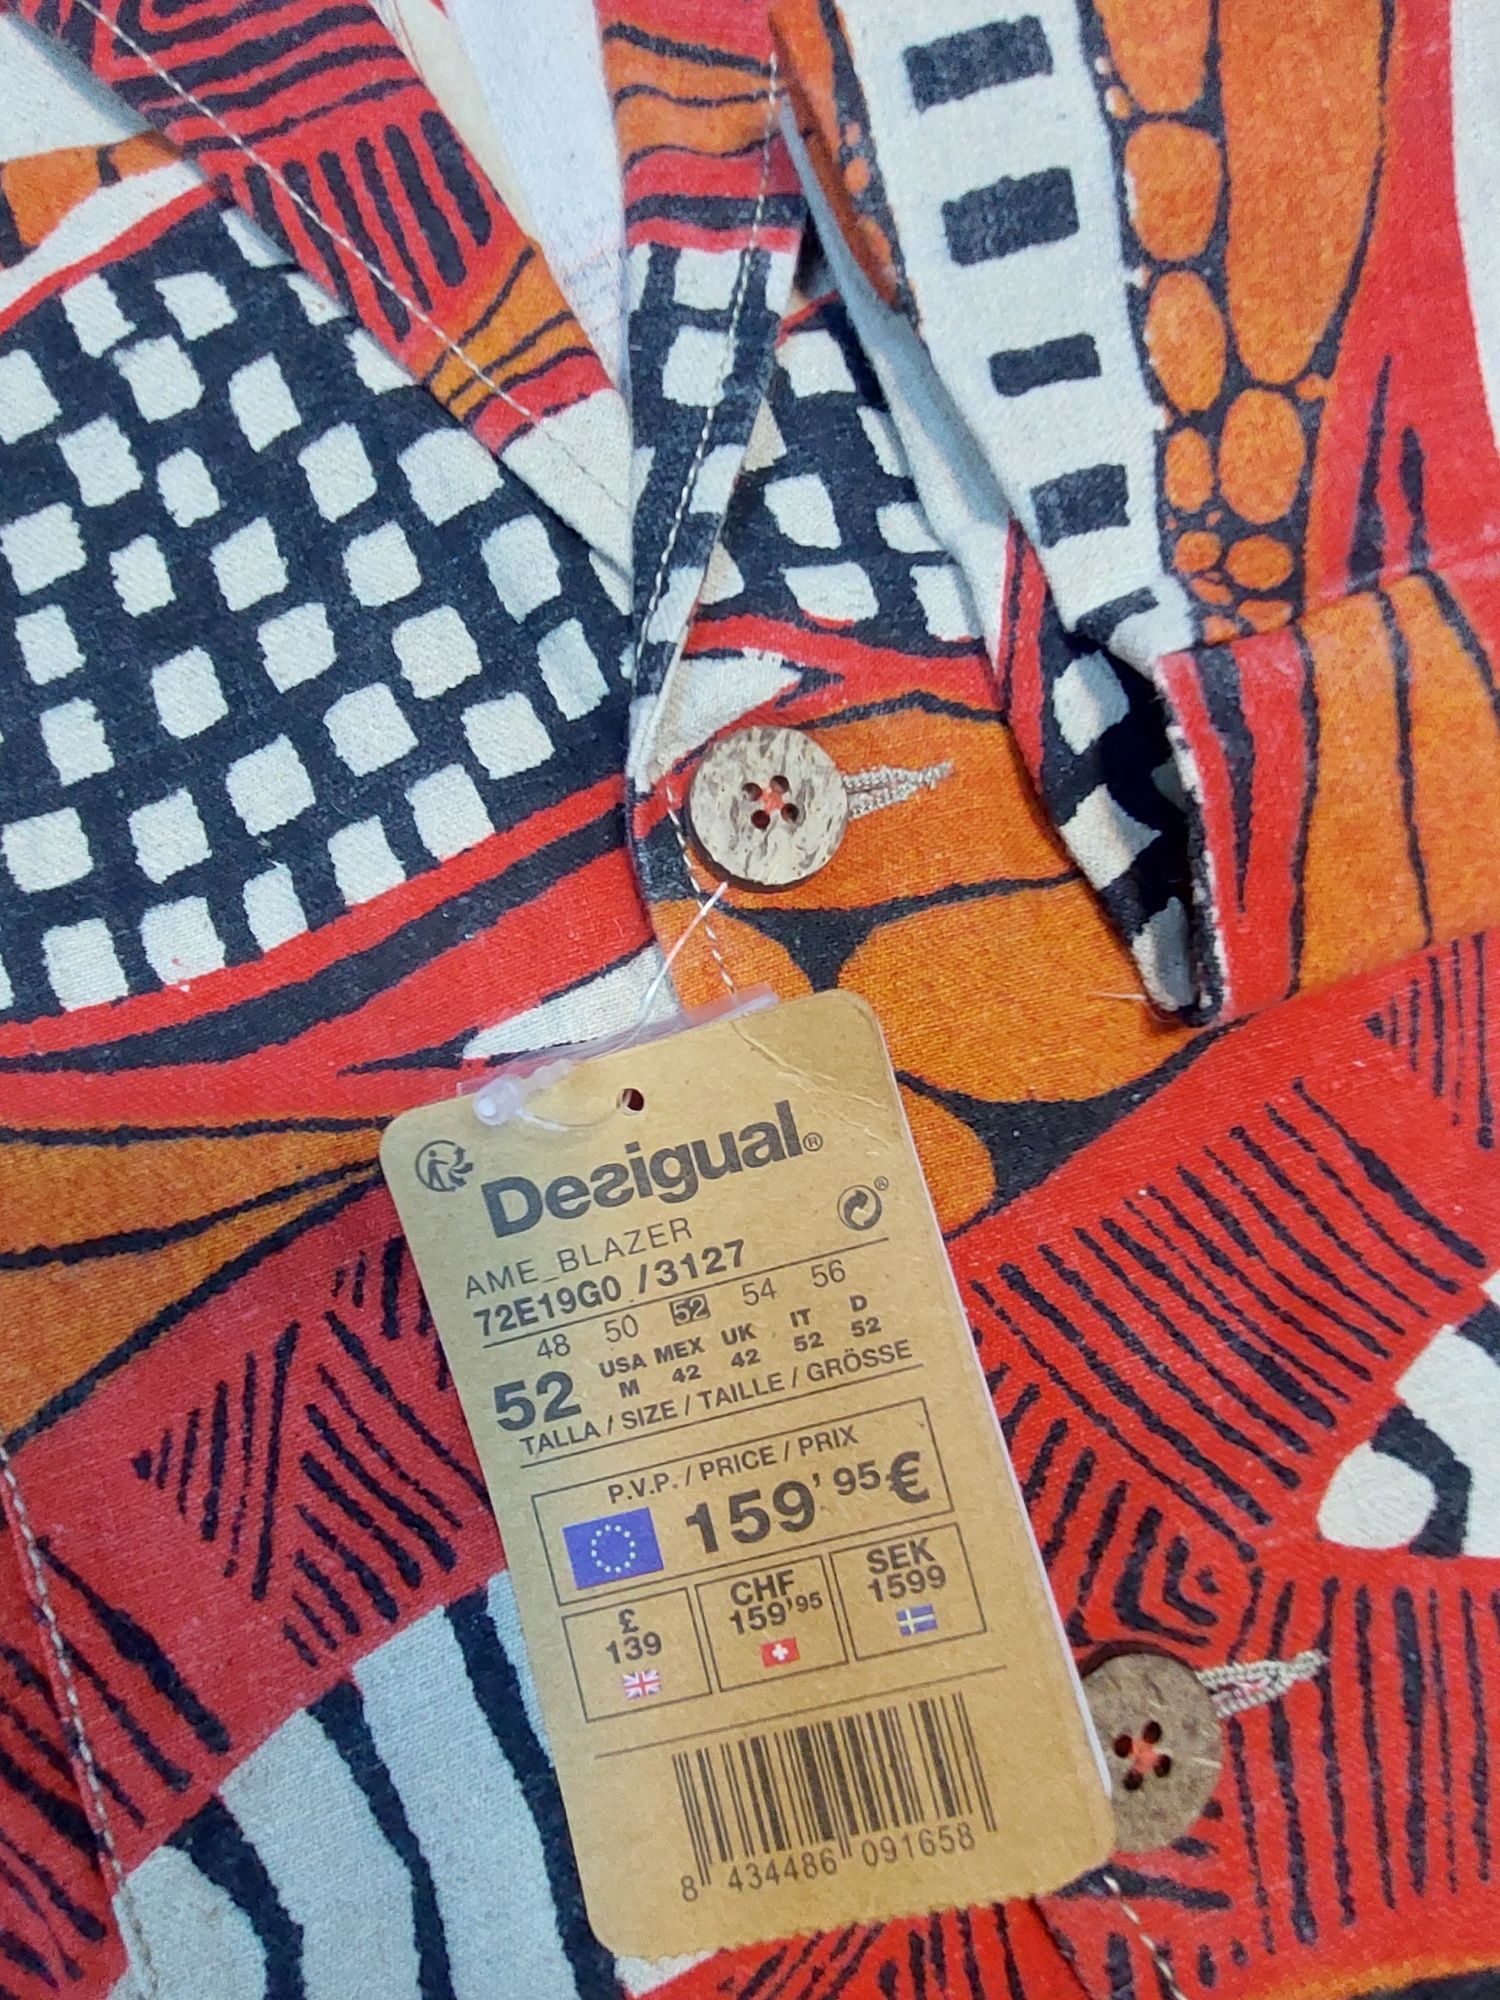 Desigual®
AME_BLAZER
72E19G0 /3127
48 50 52 54 56
52 USA MEX UK IT D
M 42 42 52 52
TALLA / SIZE / TAILLE / GRÖSSE
P.V.P. / PRICE / PRIX
159'95€
£ CHF SEK
139 159'95 1599
8 434486 091658